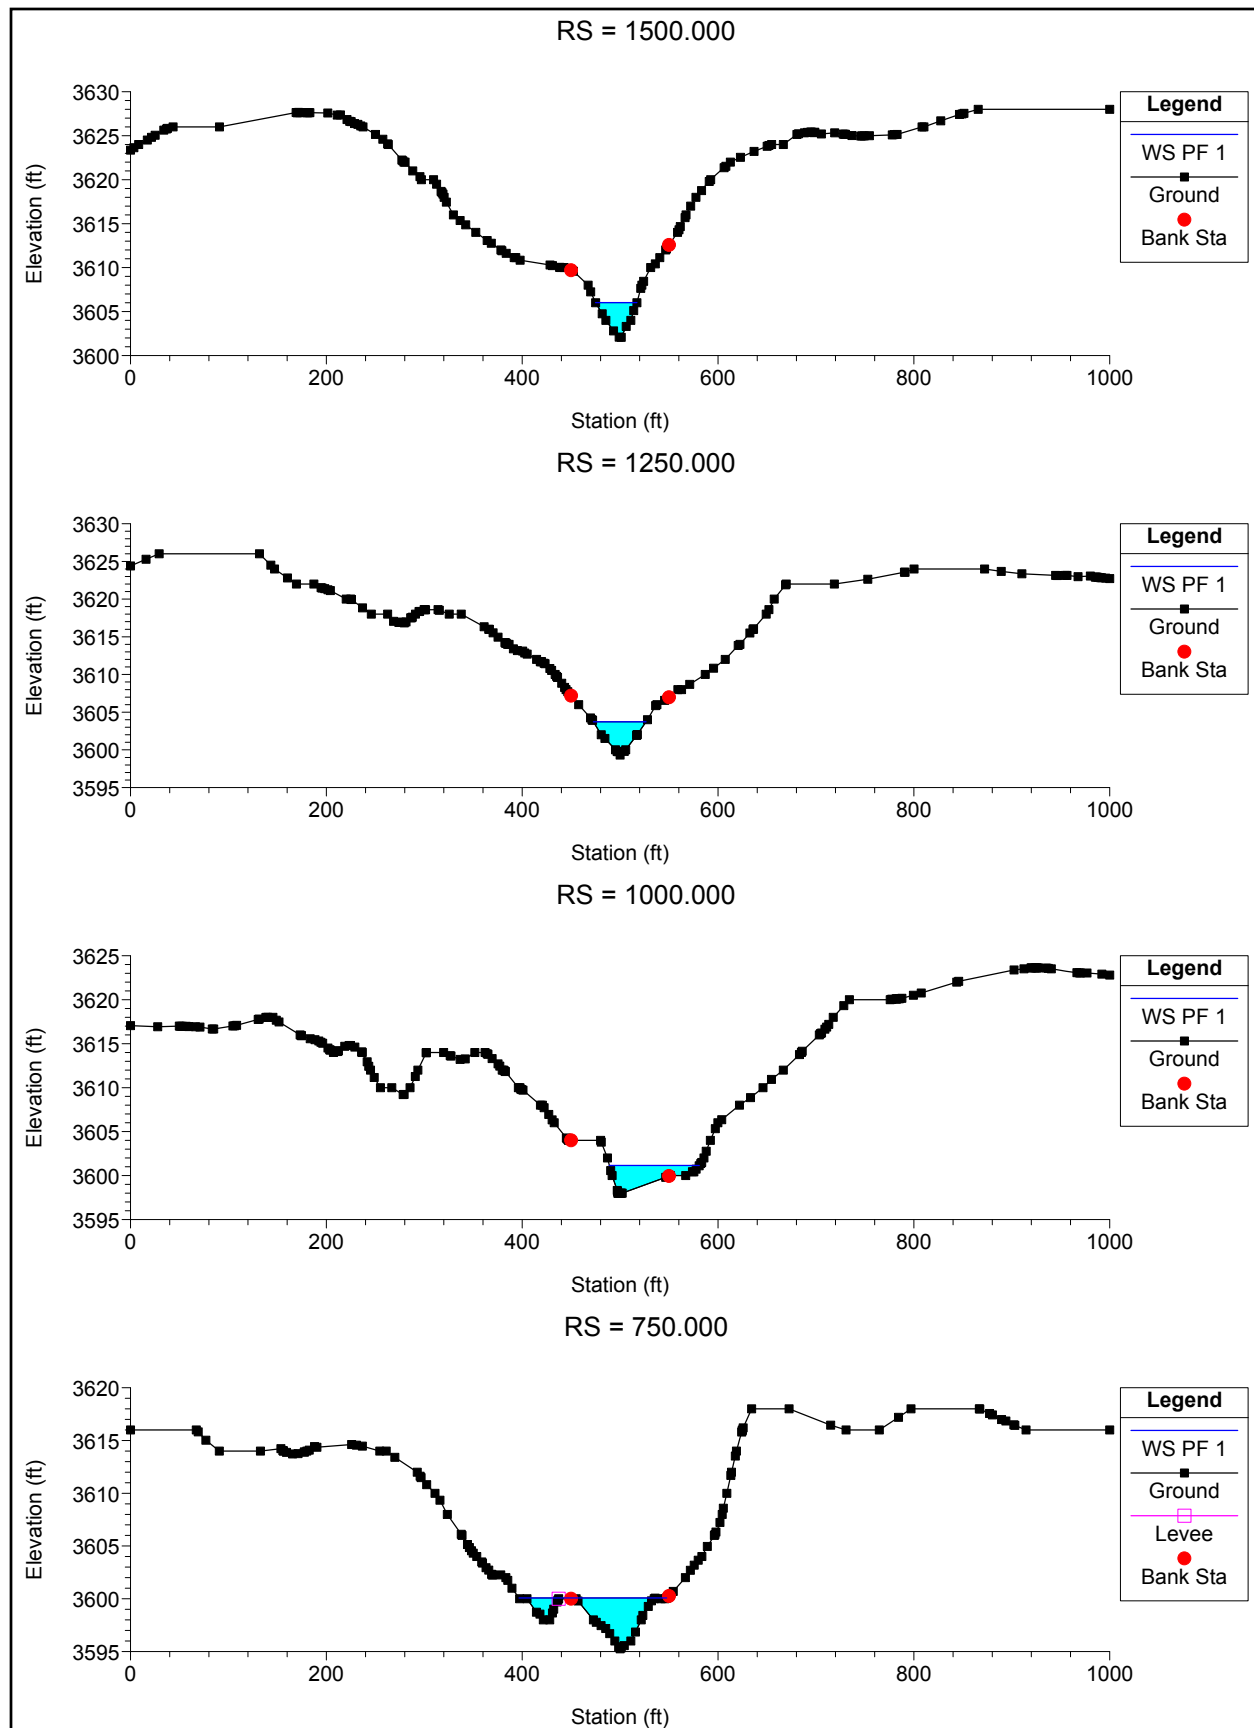 RS = 1500.000
Elevation (ft)
3630
3625
3620
3615
3610
3605
3600
0 200 400 600 800 1000
Station (ft)
Legend
WS PF 1
Ground
Bank Sta
RS = 1250.000
Elevation (ft)
3630
3625
3620
3615
3610
3605
3600
3595
0 200 400 600 800 1000
Station (ft)
Legend
WS PF 1
Ground
Bank Sta
RS = 1000.000
Elevation (ft)
3625
3620
3615
3610
3605
3600
3595
0 200 400 600 800 1000
Station (ft)
Legend
WS PF 1
Ground
Bank Sta
RS = 750.000
Elevation (ft)
3620
3615
3610
3605
3600
3595
0 200 400 600 800 1000
Station (ft)
Legend
WS PF 1
Ground
Levee
Bank Sta